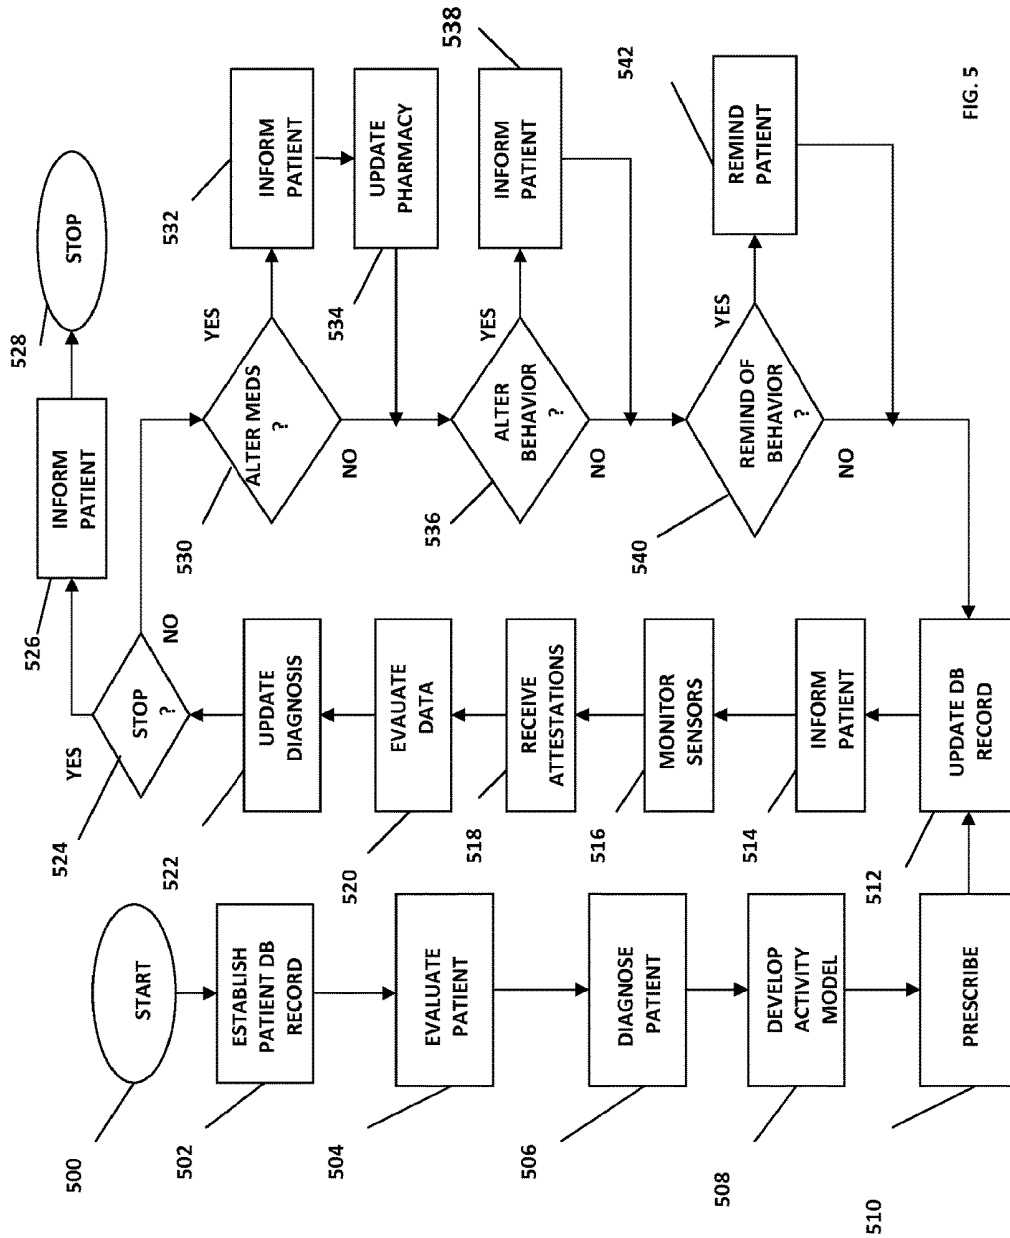 500
START
502
ESTABLISH
PATIENT DB
RECORD
504
EVALUATE
PATIENT
506
DIAGNOSE
PATIENT
508
DEVELOP
ACTIVITY
MODEL
510
PRESCRIBE
512
UPDATE DB
RECORD
514
INFORM
PATIENT
516
MONITOR
SENSORS
518
RECEIVE
ATTESTATIONS
520
EVALUATE
DATA
522
UPDATE
DIAGNOSIS
524
STOP
?
YES
NO
526
INFORM
PATIENT
528
STOP
530
ALTER MEDS
?
YES
NO
532
INFORM
PATIENT
534
UPDATE
PHARMACY
536
ALTER
BEHAVIOR
?
YES
NO
538
INFORM
PATIENT
540
REMIND OF
BEHAVIOR
?
YES
NO
542
REMIND
PATIENT
FIG. 5